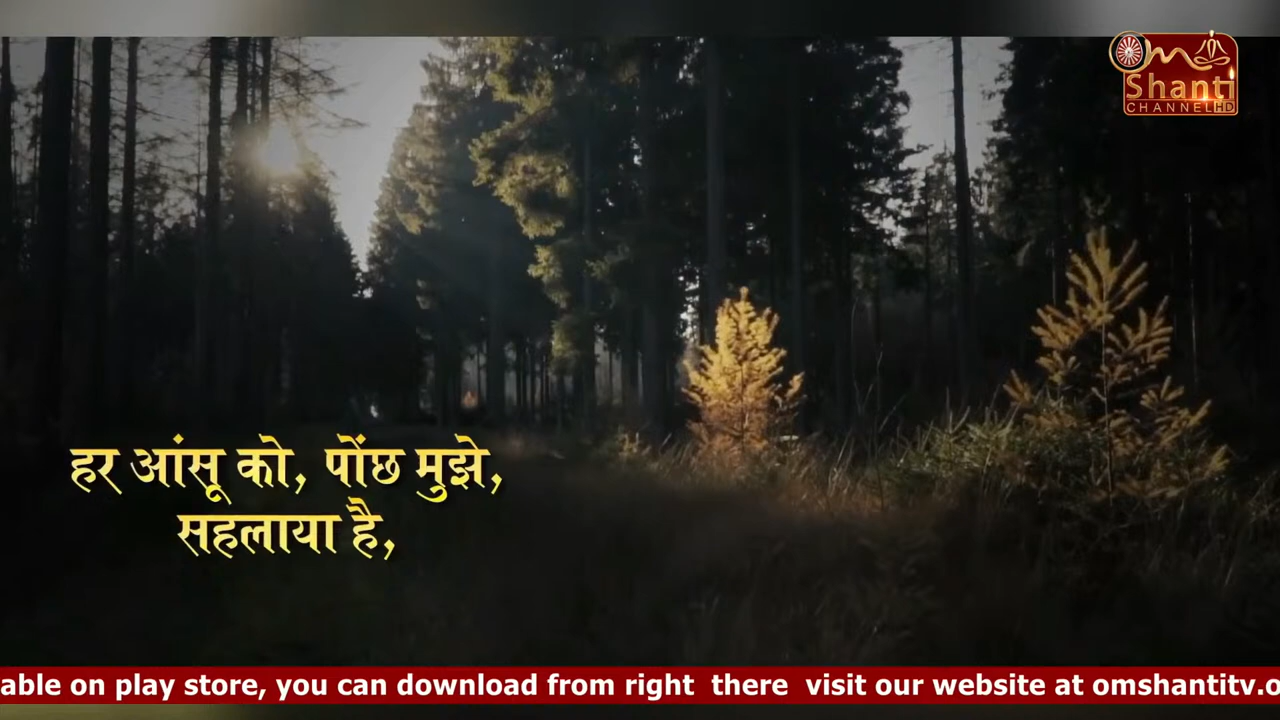 Om
Shanti
CHANNEL HD
हर आंसू को, पोंछ मुझे,
सहलाया है,
able on play store, you can download from right there visit our website at omshantitv.o